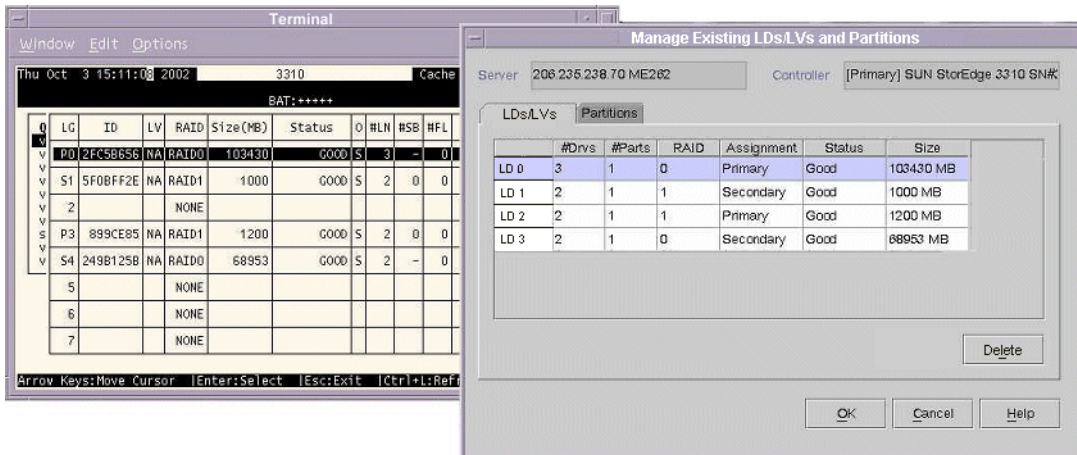 Terminal
Window Edit Options
Thu Oct 3 15:11:08 2002 3310 Cache
BAT:+++++
Q LG ID LV RAID Size(MB) Status O #LN #SB #FL
v P0 2FC5B656 NA RAID0 103430 GOOD S 3 - 0
v S1 5F0BFF2E NA RAID1 1000 GOOD S 2 0 0
v 2 NONE
s P3 899CE85 NA RAID1 1200 GOOD S 2 0 0
v S4 249B125B NA RAID0 68953 GOOD S 2 - 0
5 NONE
6 NONE
7 NONE
Arrow Keys:Move Cursor |Enter:Select |Esc:Exit |Ctrl+L:Refr
Manage Existing LDs/LVs and Partitions
Server 206.235.238.70 ME262 Controller [Primary] SUN StorEdge 3310 SN#
LDs/LVs Partitions
#Drvs #Parts RAID Assignment Status Size
LD 0 3 1 0 Primary Good 103430 MB
LD 1 2 1 1 Secondary Good 1000 MB
LD 2 2 1 1 Primary Good 1200 MB
LD 3 2 1 0 Secondary Good 68953 MB
Delete
OK Cancel Help